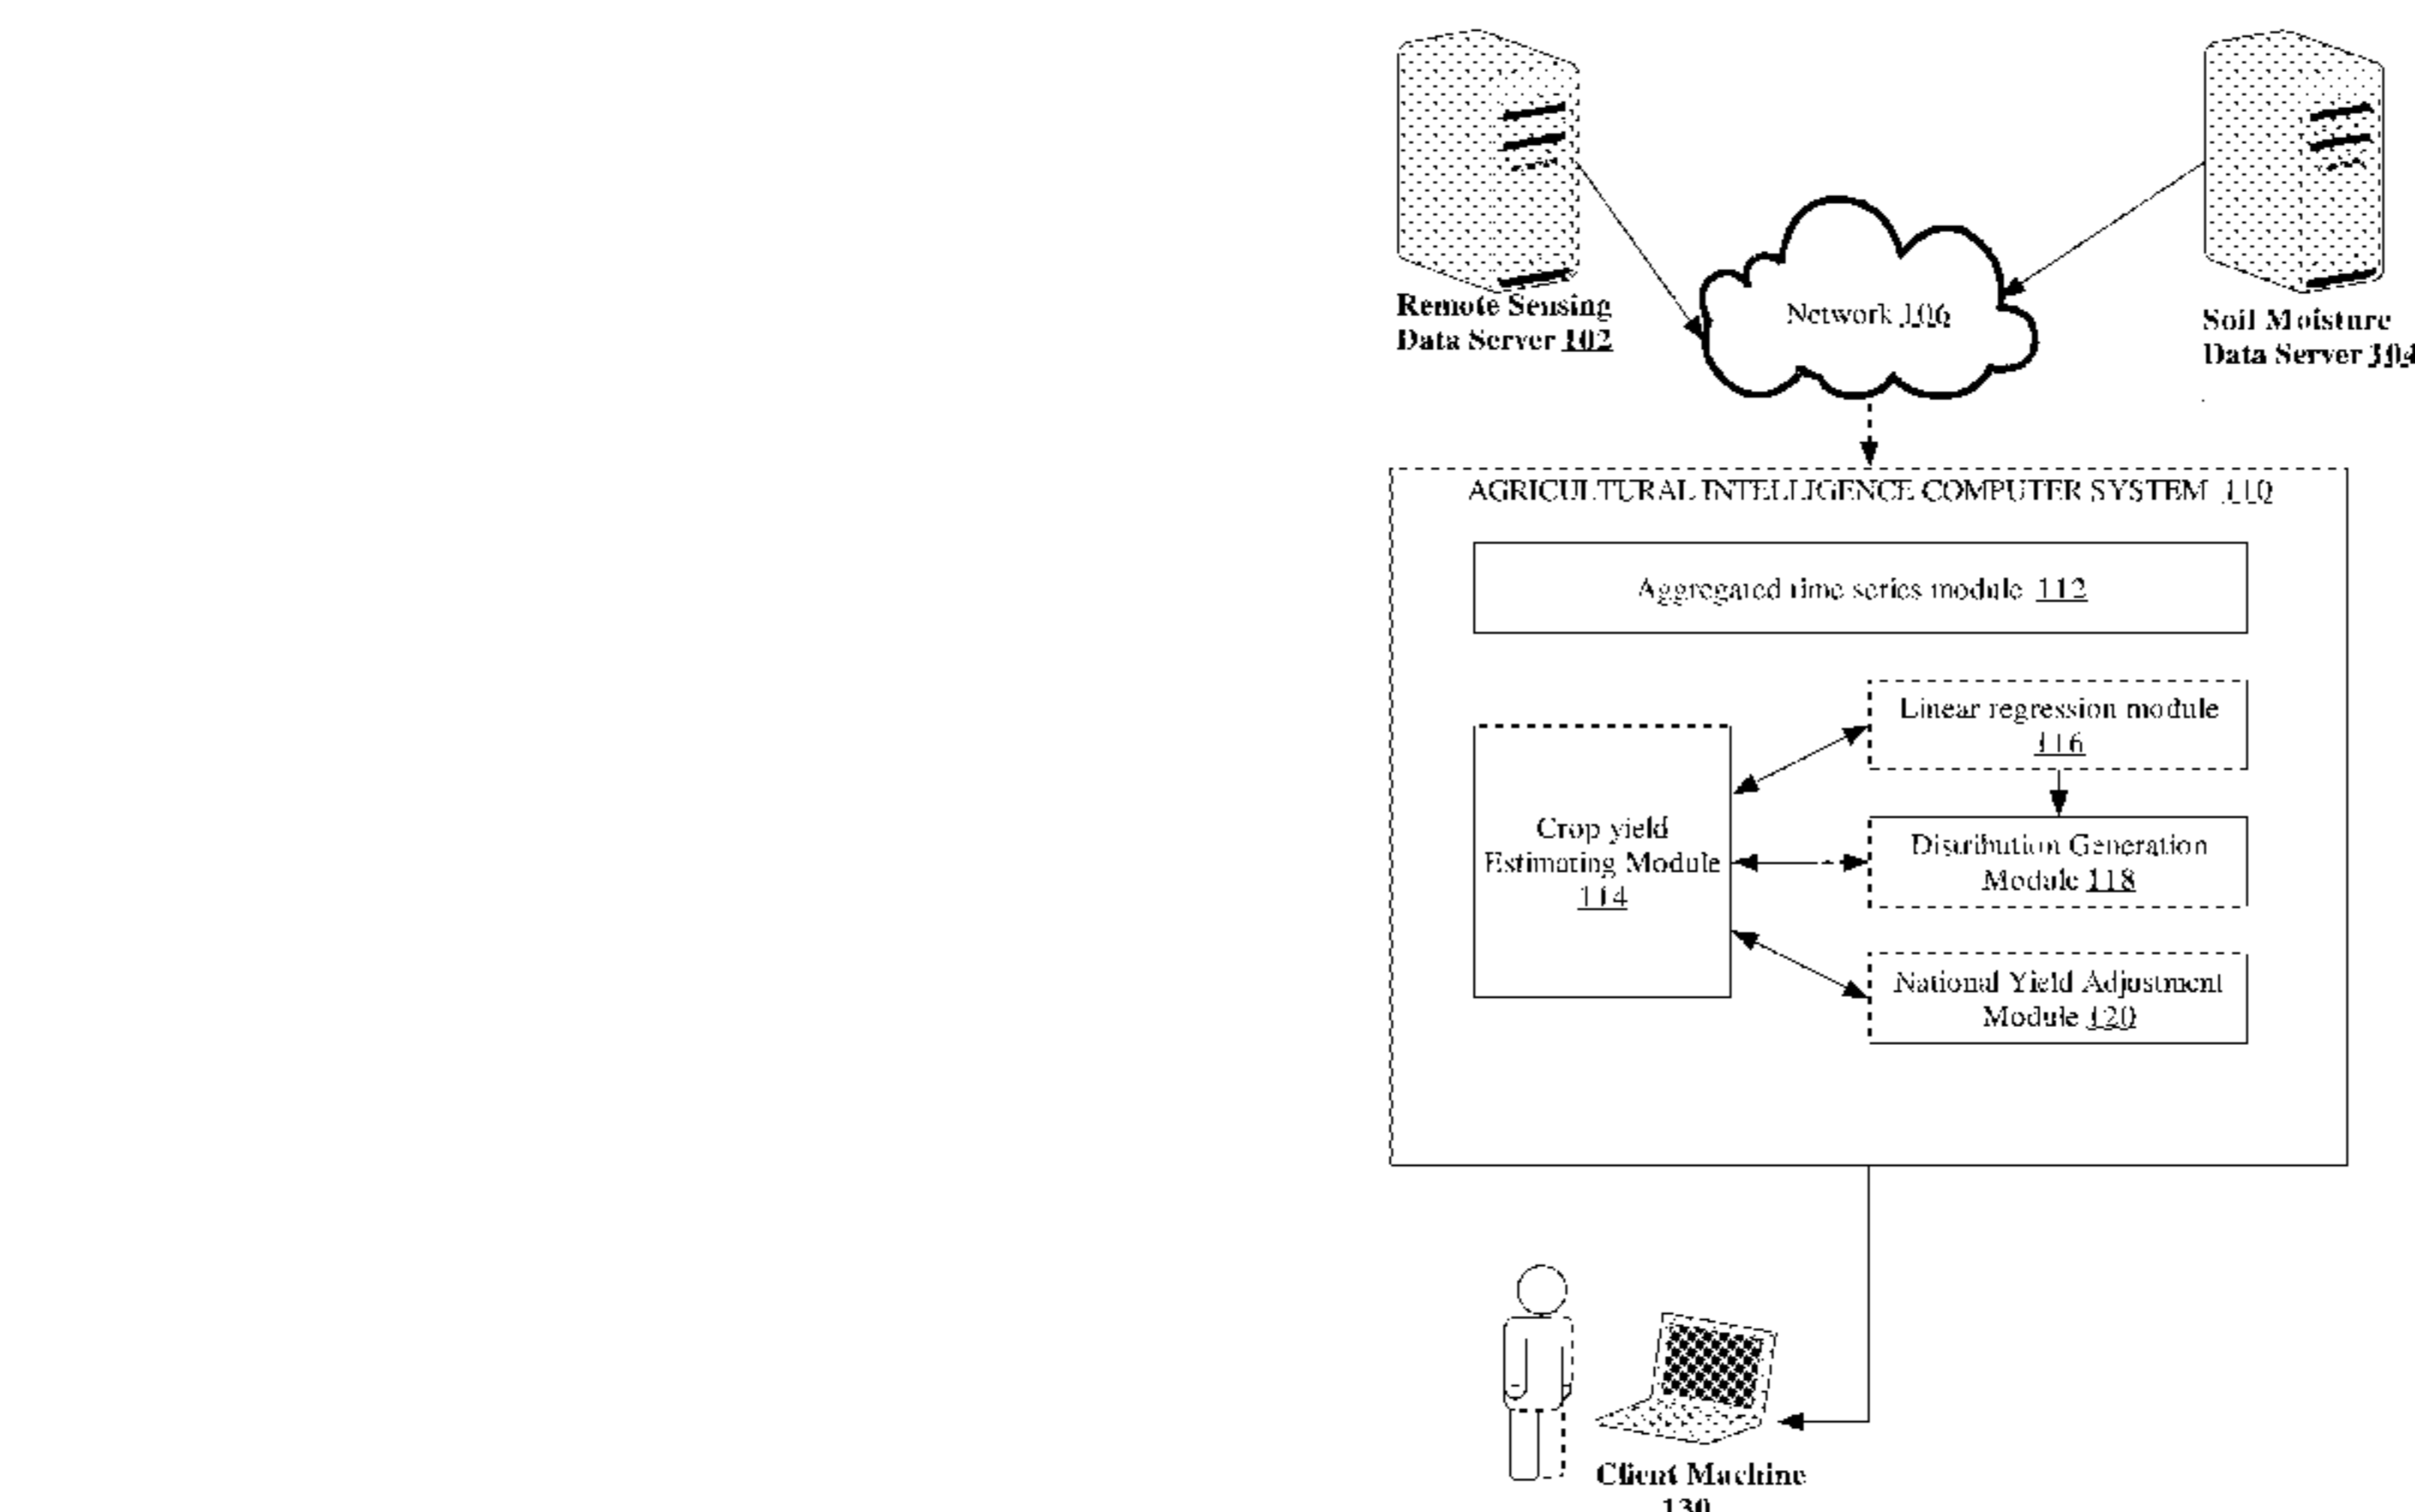 Remote Sensing
Data Server 102
Network 106
Soil Moisture
Data Server 104
AGRICULTURAL INTELLIGENCE COMPUTER SYSTEM 110
Aggregated time series module 112
Linear regression module
116
Crop yield
Estimating Module
114
Distribution Generation
Module 118
National Yield Adjustment
Module 120
Client Machine
130